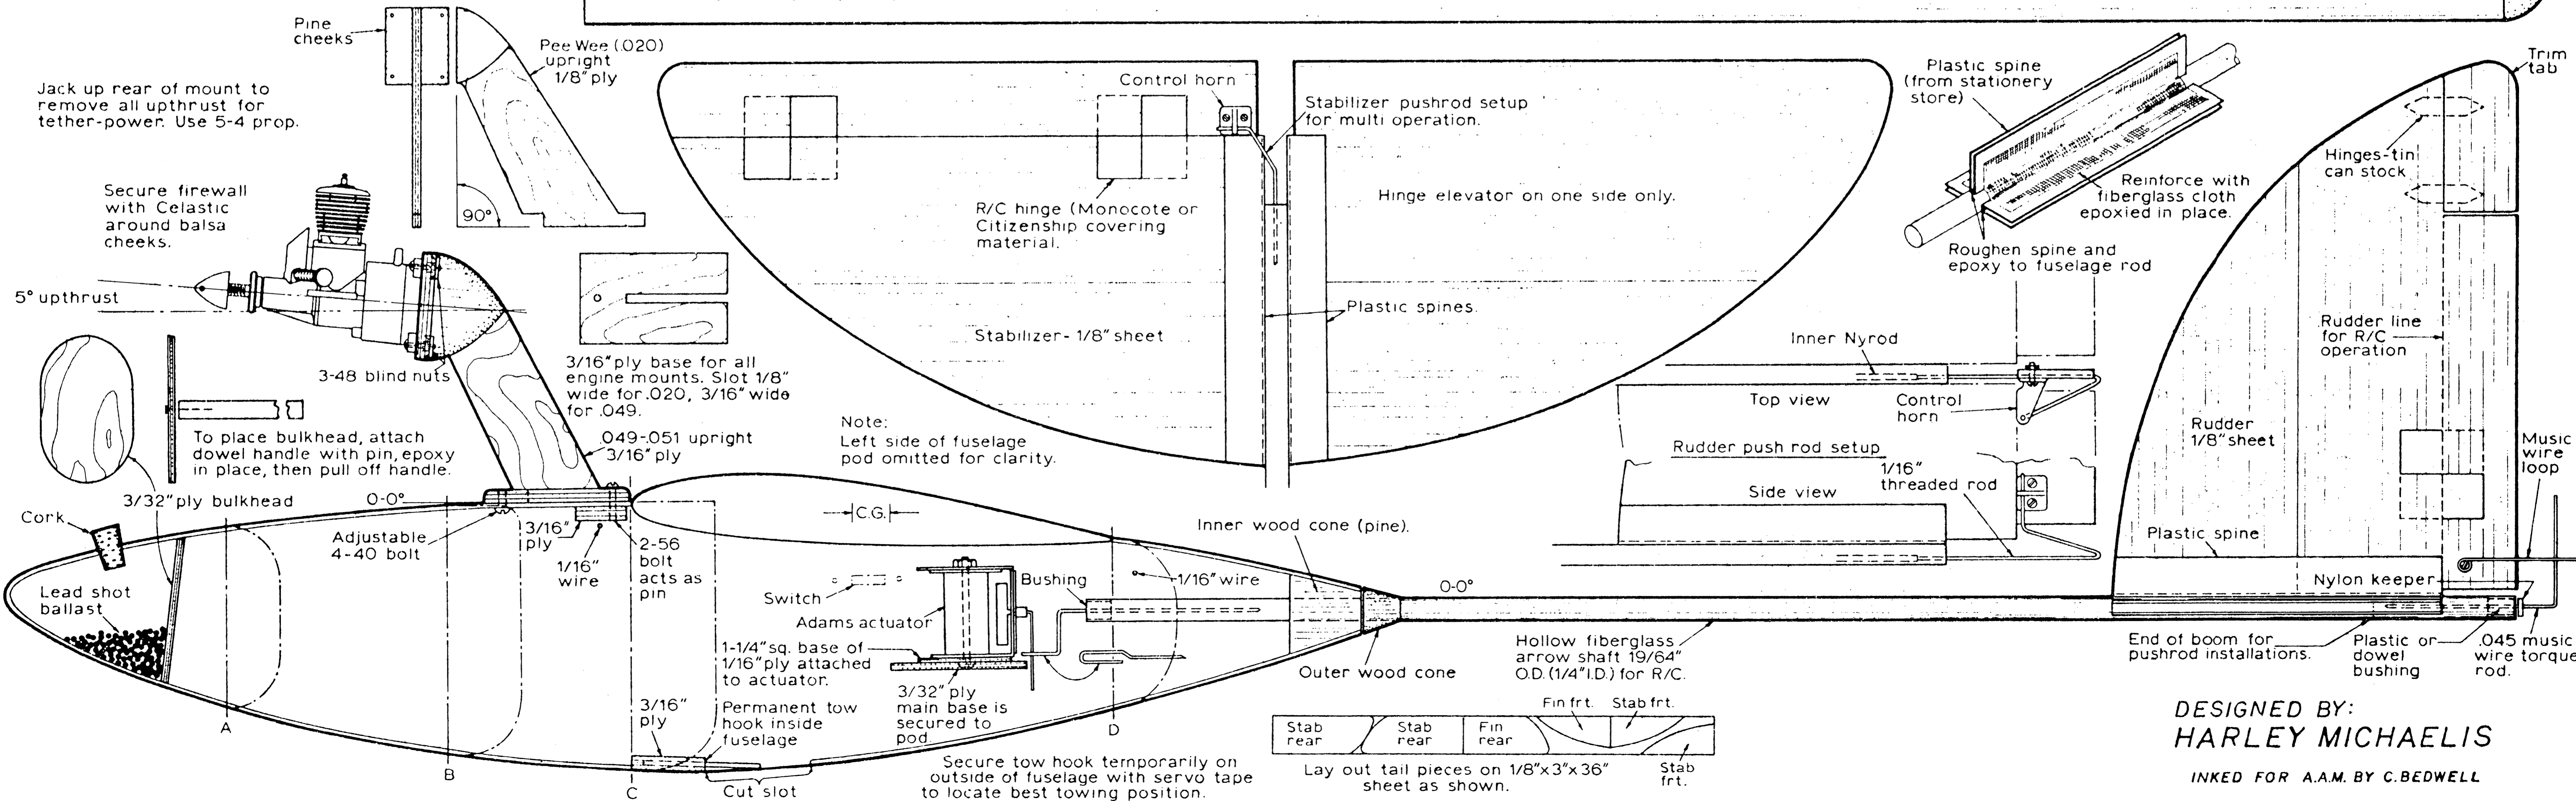 Pine
cheeks
Pee Wee (.020)
upright
1/8" ply
Jack up rear of mount to
remove all upthrust for
tether-power. Use 5-4 prop.
90°
Secure firewall
with Celastic
around balsa
cheeks.
5° upthrust
3-48 blind nuts
3/16" ply base for all
engine mounts. Slot 1/8"
wide for .020, 3/16" wide
for .049.
To place bulkhead, attach
dowel handle with pin, epoxy
in place, then pull off handle.
.049-.051 upright
3/16" ply
3/32" ply bulkhead
0-0°
Cork
Adjustable
4-40 bolt
3/16"
ply
1/16"
wire
2-56
bolt
acts as
pin
Lead shot
ballast
A
B
C
D
3/16"
ply
Permanent tow
hook inside
fuselage
Cut slot
Note:
Left side of fuselage
pod omitted for clarity.
C.G.
Switch
Adams actuator
Bushing
1/16" wire
1-1/4" sq. base of
1/16" ply attached
to actuator.
3/32" ply
main base is
secured to
pod.
Secure tow hook temporarily on
outside of fuselage with servo tape
to locate best towing position.
Inner wood cone (pine).
Outer wood cone
0-0°
Hollow fiberglass
arrow shaft 19/64"
O.D. (1/4" I.D.) for R/C.
Control horn
Stabilizer pushrod setup
for multi operation.
R/C hinge (Monocote or
Citizenship covering
material.
Hinge elevator on one side only.
Stabilizer- 1/8" sheet
Plastic spines.
Plastic spine
(from stationery
store)
Reinforce with
fiberglass cloth
epoxied in place.
Roughen spine and
epoxy to fuselage rod
Inner Nyrod
Top view
Control
horn
Rudder push rod setup
1/16"
threaded rod
Side view
Trim
tab
Hinges-tin
can stock
Rudder line
for R/C
operation
Rudder
1/8" sheet
Music
wire
loop
Plastic spine
Nylon keeper
End of boom for
pushrod installations.
Plastic or
dowel
bushing
.045 music
wire torque
rod.
Fin frt.
Stab frt.
Stab
rear
Stab
rear
Fin
rear
Stab
frt.
Lay out tail pieces on 1/8"x3"x36"
sheet as shown.
DESIGNED BY:
HARLEY MICHAELIS
INKED FOR A.A.M. BY C.BEDWELL